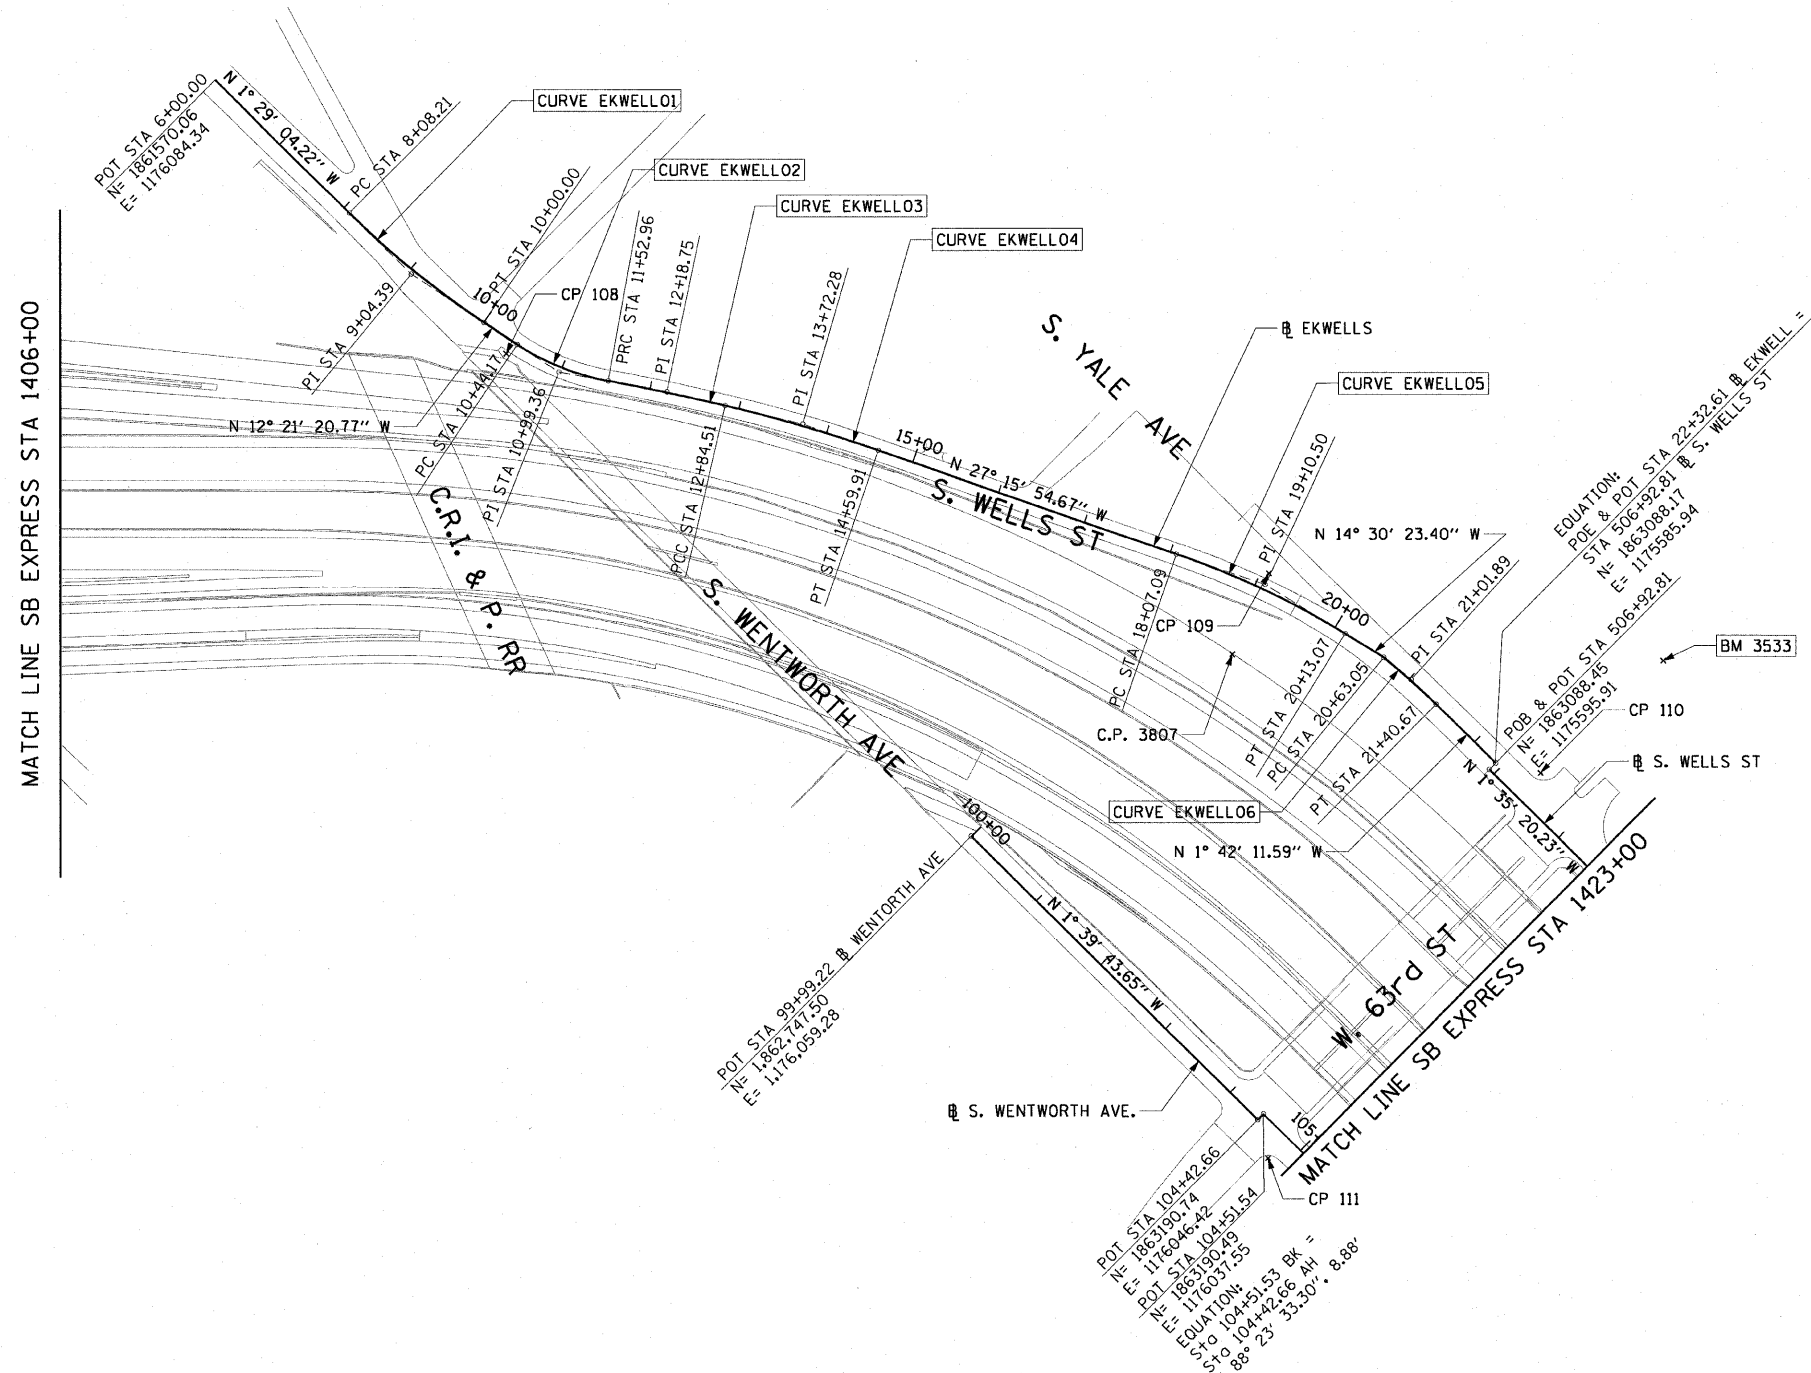 POT STA 6+00.00
N= 1861570.06
E= 1176084.34
N 1° 29' 04.22" W
PC STA 8+08.21
CURVE EKWELL01
CURVE EKWELL02
CURVE EKWELL03
CURVE EKWELL04
PI STA 9+04.39
PT STA 10+00.00
10+00
CP 108
N 12° 21' 20.77" W
PC STA 10+44.17
PI STA 10+99.36
PRC STA 11+52.96
PI STA 12+18.75
PCC STA 12+84.51
PI STA 13+72.28
PT STA 14+59.91
15+00
N 27° 15' 54.67" W
S. WELLS ST
S. YALE AVE
℄ EKWELLS
CURVE EKWELL05
PC STA 18+07.09
PI STA 19+10.50
CP 109
C.P. 3807
20+00
N 14° 30' 23.40" W
PT STA 20+13.07
PC STA 20+63.05
PI STA 21+01.89
PT STA 21+40.67
CURVE EKWELL06
N 1° 42' 11.59" W
EQUATION:
POE & POT STA 22+32.61 ℄ EKWELL =
STA 506+92.81 ℄ S. WELLS ST
N= 1863088.17
E= 1175585.94
POB & POT STA 506+92.81
N= 1863088.45
E= 1175595.91
BM 3533
CP 110
℄ S. WELLS ST
N 1° 35' 20.23" W
MATCH LINE SB EXPRESS STA 1406+00
C.R.I. & P. RR
S. WENTWORTH AVE
100+00
POT STA 99+99.22 ℄ WENTORTH AVE
N= 1,862,747.50
E= 1,176,059.28
N 1° 39' 43.65" W
℄ S. WENTWORTH AVE.
W. 63rd ST
MATCH LINE SB EXPRESS STA 1423+00
105
CP 111
POT STA 104+42.66
N= 1863190.74
E= 1176046.42
POT STA 104+51.54
N= 1863190.49
E= 1176037.55
EQUATION:
Sta 104+51.53 BK =
Sta 104+42.66 AH
88° 23' 33.30", 8.88'